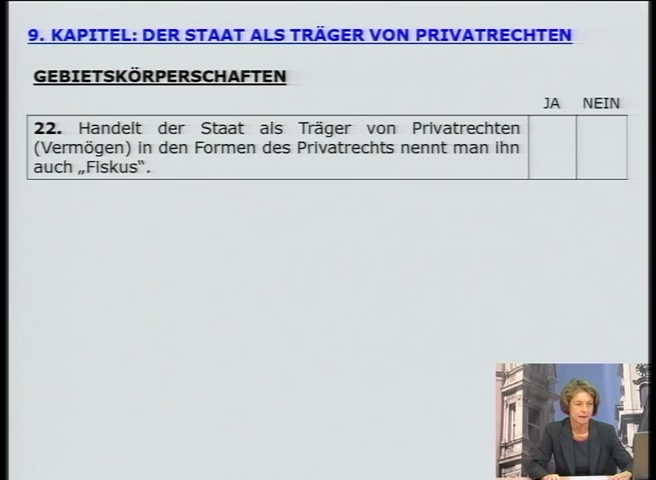 9. KAPITEL: DER STAAT ALS TRÄGER VON PRIVATRECHTEN
GEBIETSKÖRPERSCHAFTEN
JA NEIN
22. Handelt der Staat als Träger von Privatrechten
(Vermögen) in den Formen des Privatrechts nennt man ihn
auch „Fiskus“.